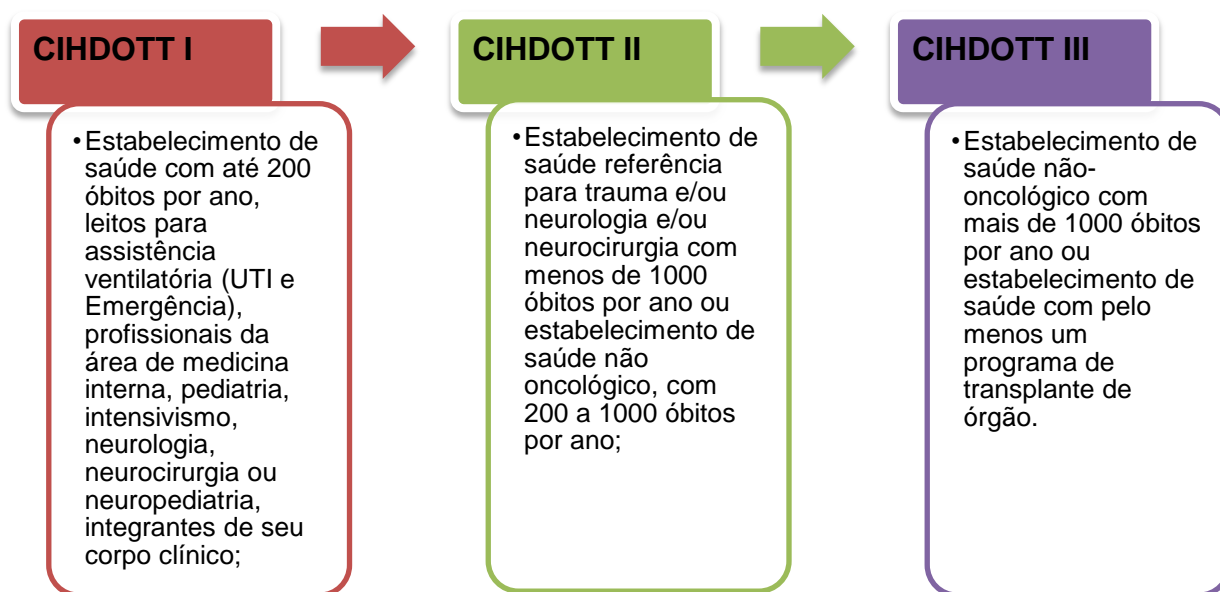 CIHDOTT I
•Estabelecimento de
saúde com até 200
óbitos por ano,
leitos para
assistência
ventilatória (UTI e
Emergência),
profissionais da
área de medicina
interna, pediatria,
intensivismo,
neurologia,
neurocirurgia ou
neuropediatria,
integrantes de seu
corpo clínico;
CIHDOTT II
•Estabelecimento de
saúde referência
para trauma e/ou
neurologia e/ou
neurocirurgia com
menos de 1000
óbitos por ano ou
estabelecimento de
saúde não
oncológico, com
200 a 1000 óbitos
por ano;
CIHDOTT III
•Estabelecimento de
saúde não-
oncológico com
mais de 1000 óbitos
por ano ou
estabelecimento de
saúde com pelo
menos um
programa de
transplante de
órgão.